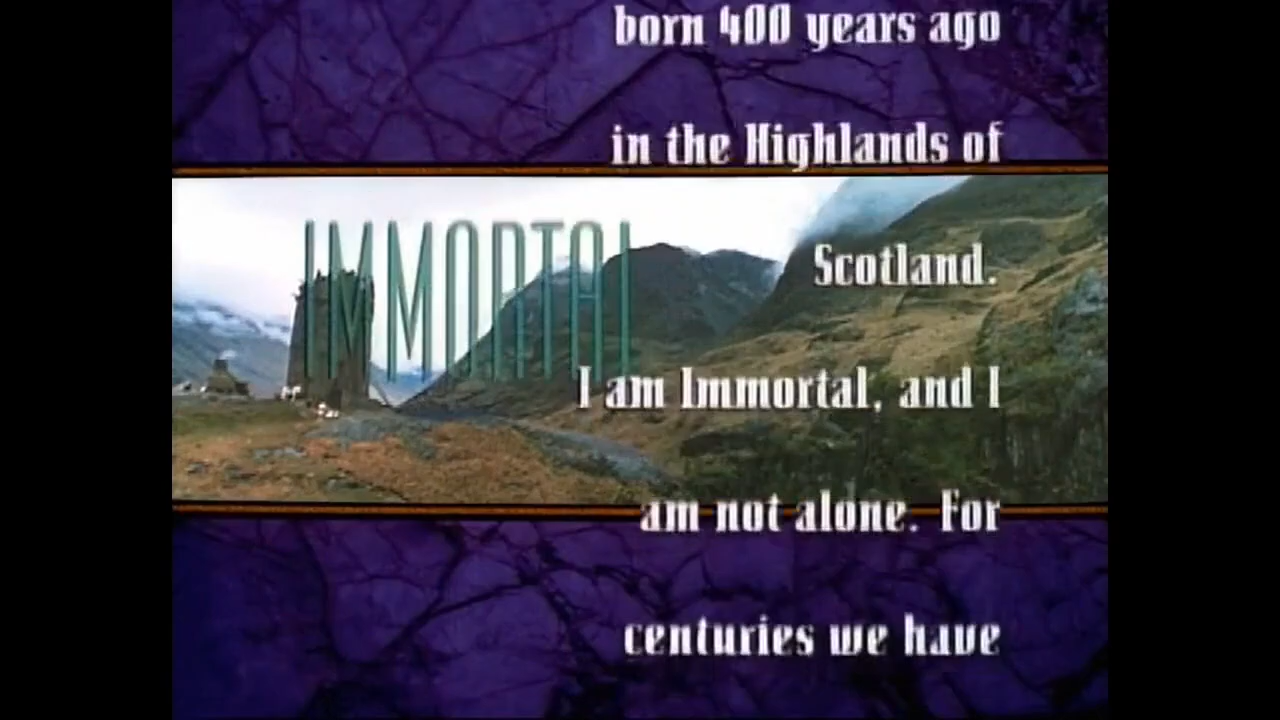 born 400 years ago
in the Highlands of
IMMORTAL
Scotland.
I am Immortal, and I
am not alone. For
centuries we have